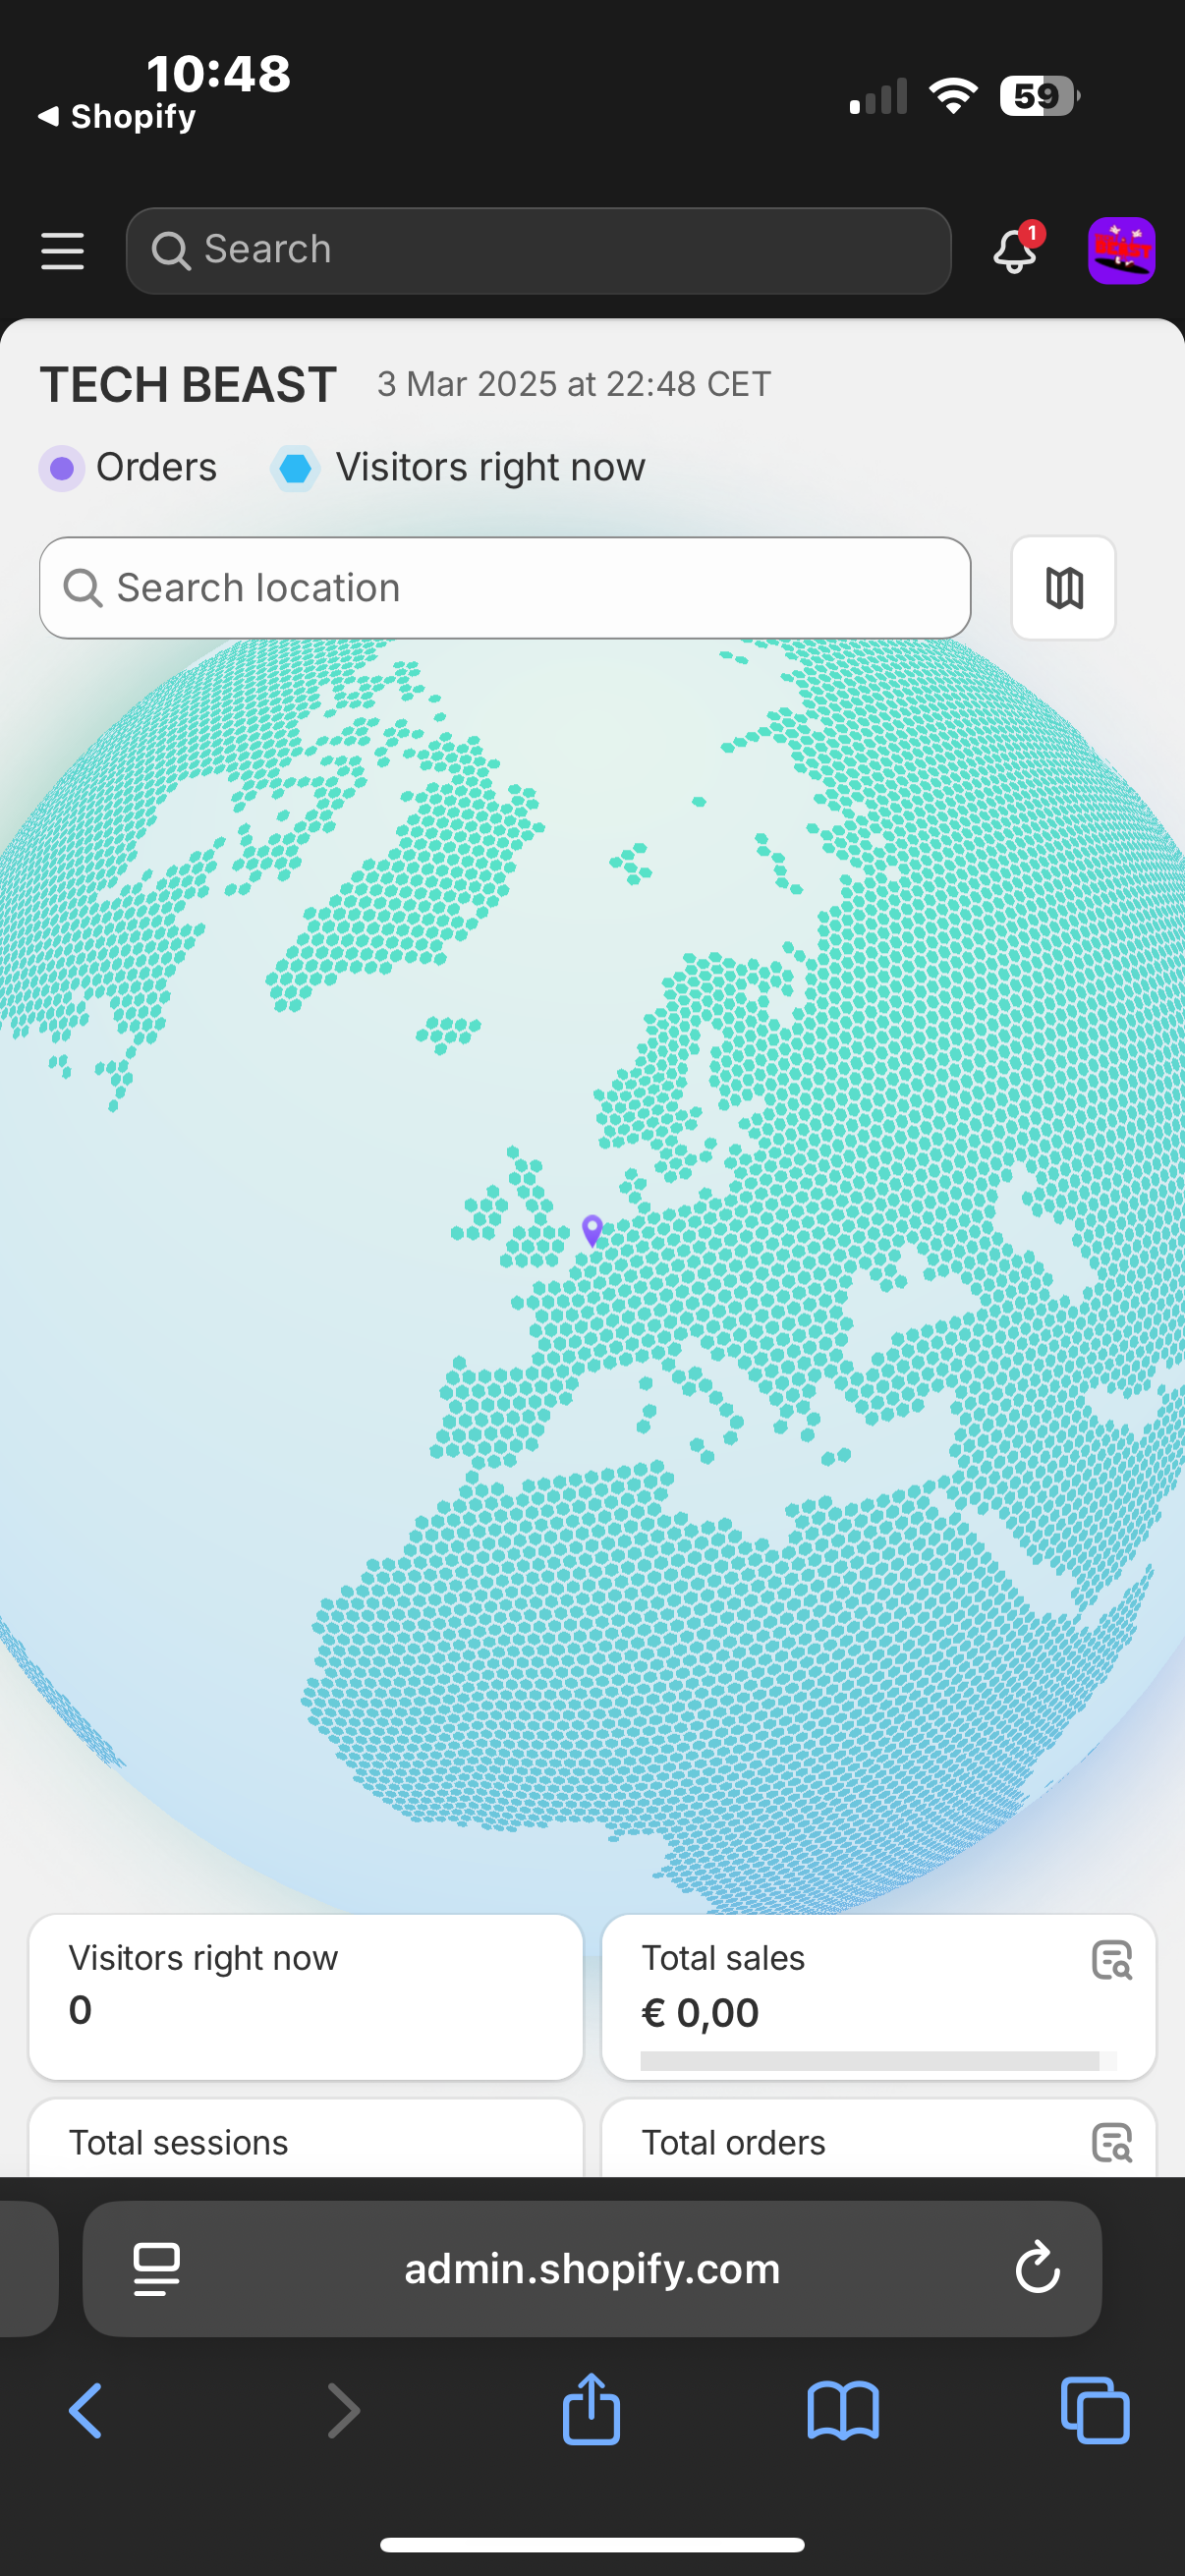 10:48
Shopify
59
Search
1
BEAST
TECH BEAST
3 Mar 2025 at 22:48 CET
Orders
Visitors right now
Search location
Visitors right now
0
Total sales
€ 0,00
Total sessions
Total orders
admin.shopify.com